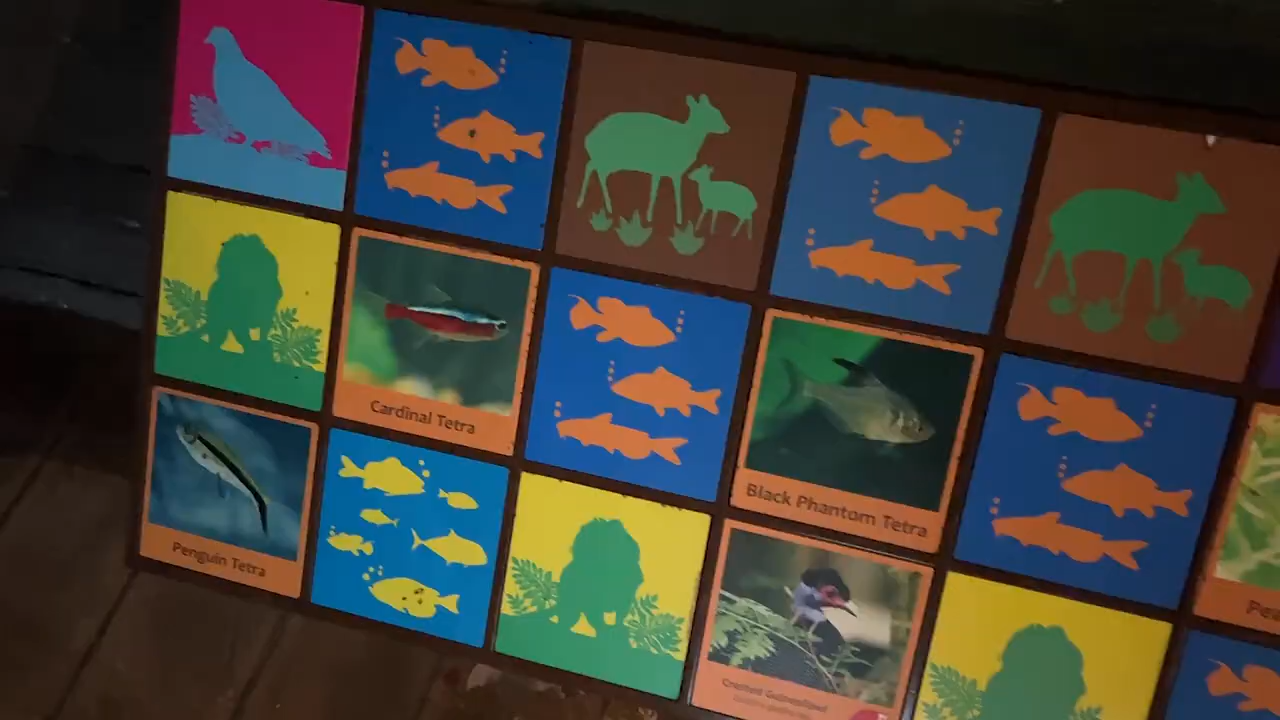 Cardinal Tetra
Black Phantom Tetra
Penguin Tetra
Crested Guineafowl